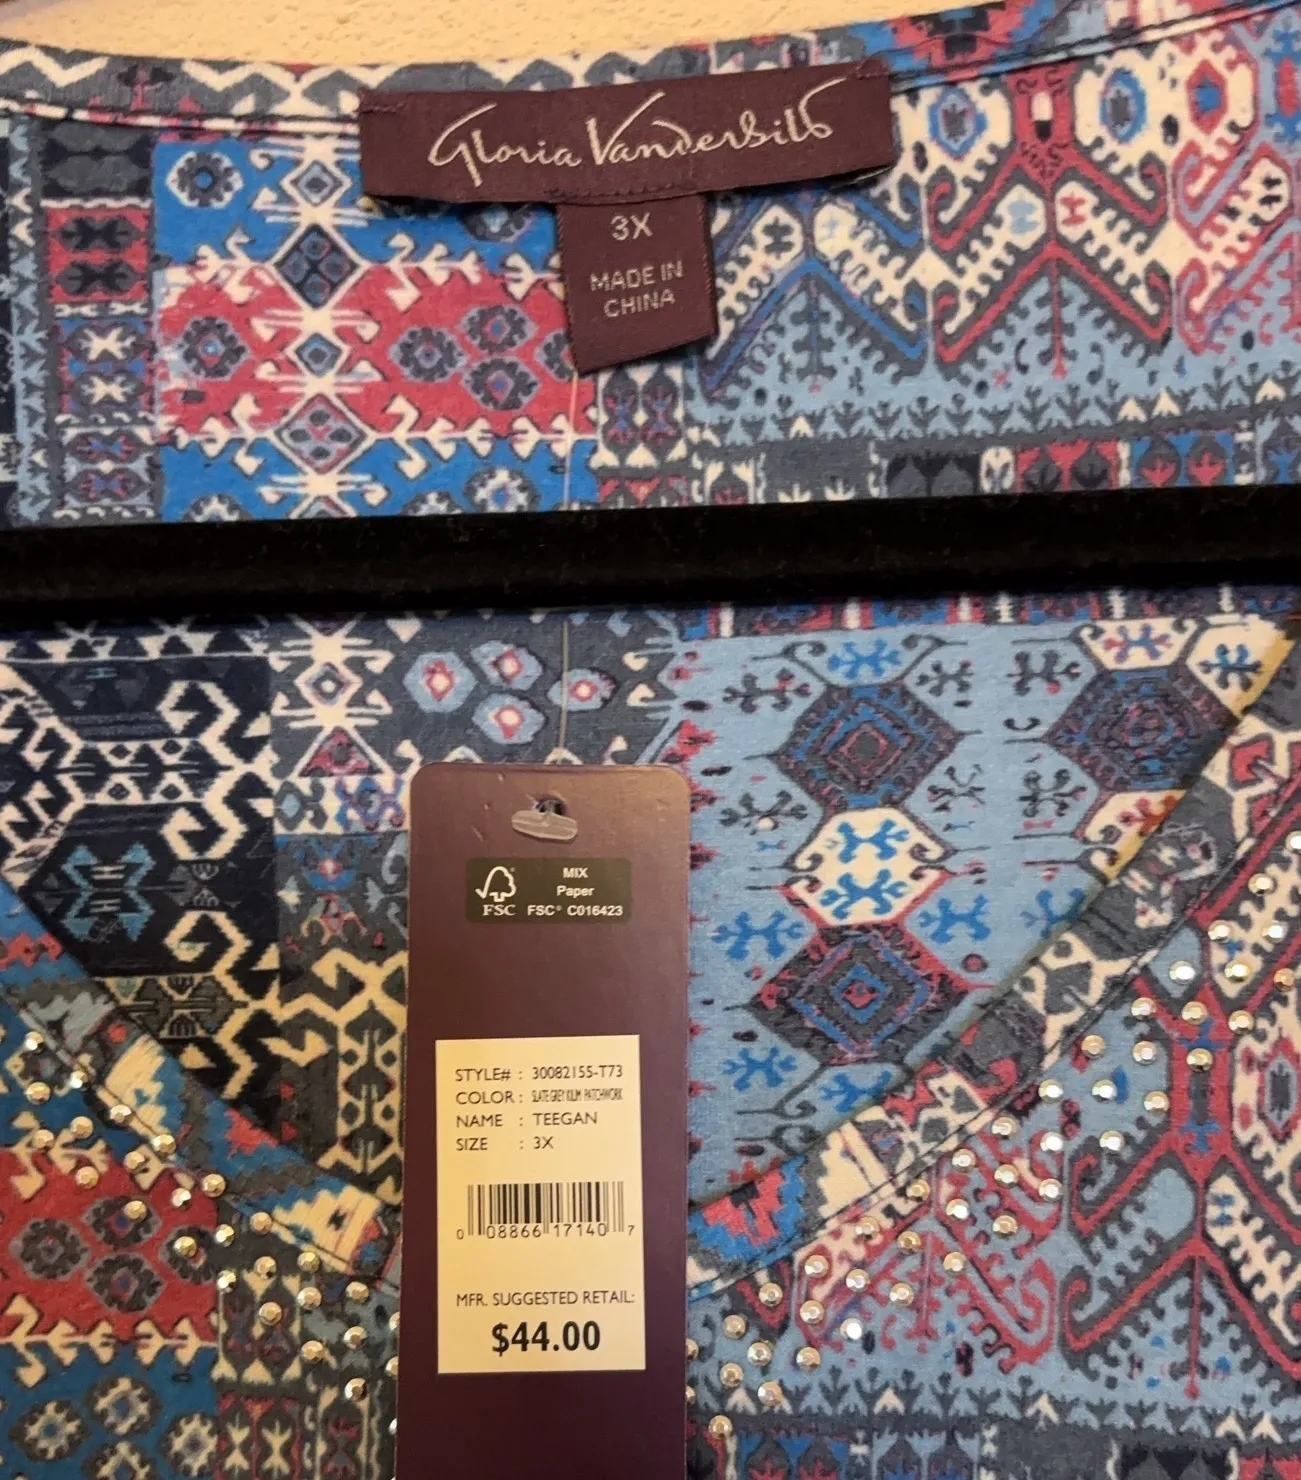 Gloria Vanderbilt
3X
MADE IN
CHINA
MIX
Paper
FSC
FSC® C016423
STYLE# : 30082155-T73
COLOR : SLATE GREY KILIM PATCHWORK
NAME : TEEGAN
SIZE : 3X
0 08866 17140 7
MFR. SUGGESTED RETAIL:
$44.00